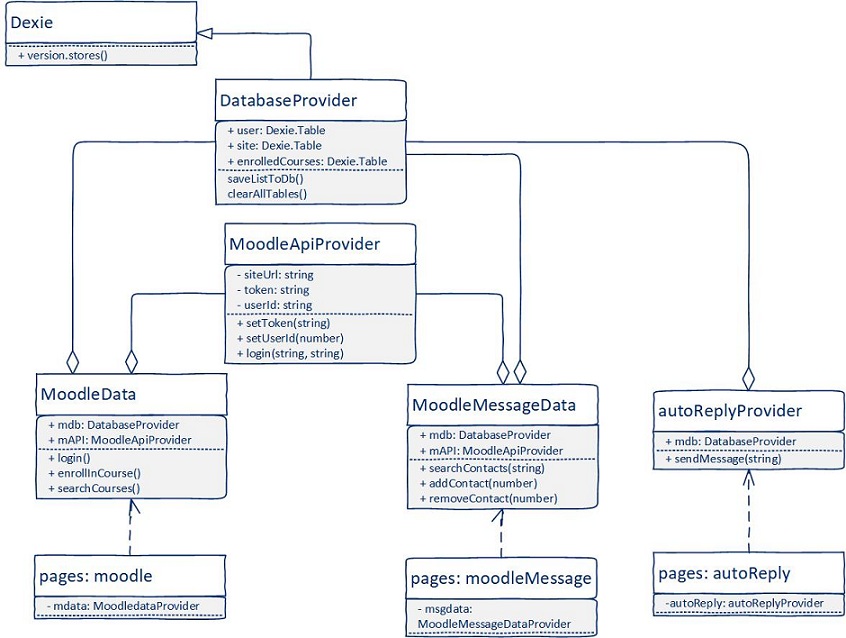 Dexie
+ version.stores()
DatabaseProvider
+ user: Dexie.Table
+ site: Dexie.Table
+ enrolledCourses: Dexie.Table
saveListToDb()
clearAllTables()
MoodleApiProvider
- siteUrl: string
- token: string
- userId: string
+ setToken(string)
+ setUserId(number)
+ login(string, string)
MoodleData
+ mdb: DatabaseProvider
+ mAPI: MoodleApiProvider
+ login()
+ enrollInCourse()
+ searchCourses()
MoodleMessageData
+ mdb: DatabaseProvider
+ mAPI: MoodleApiProvider
+ searchContacts(string)
+ addContact(number)
+ removeContact(number)
autoReplyProvider
+ mdb: DatabaseProvider
+ sendMessage(string)
pages: moodle
- mdata: MoodledataProvider
pages: moodleMessage
- msgdata:
MoodleMessageDataProvider
pages: autoReply
-autoReply: autoReplyProvider